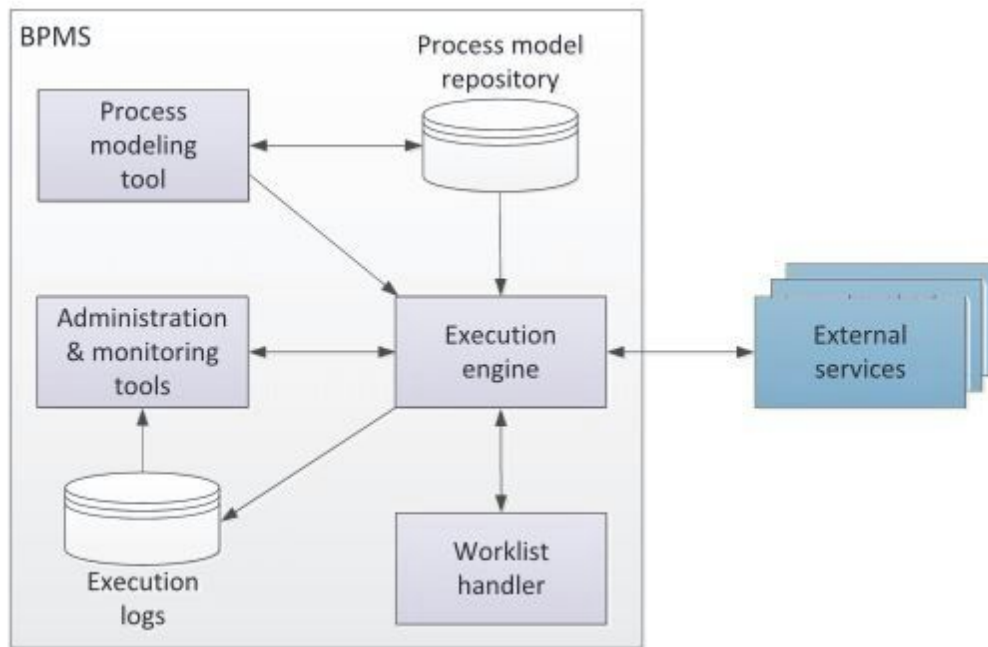 BPMS
Process model
repository
Process
modeling
tool
Administration
& monitoring
tools
Execution
engine
External
services
Execution
logs
Worklist
handler